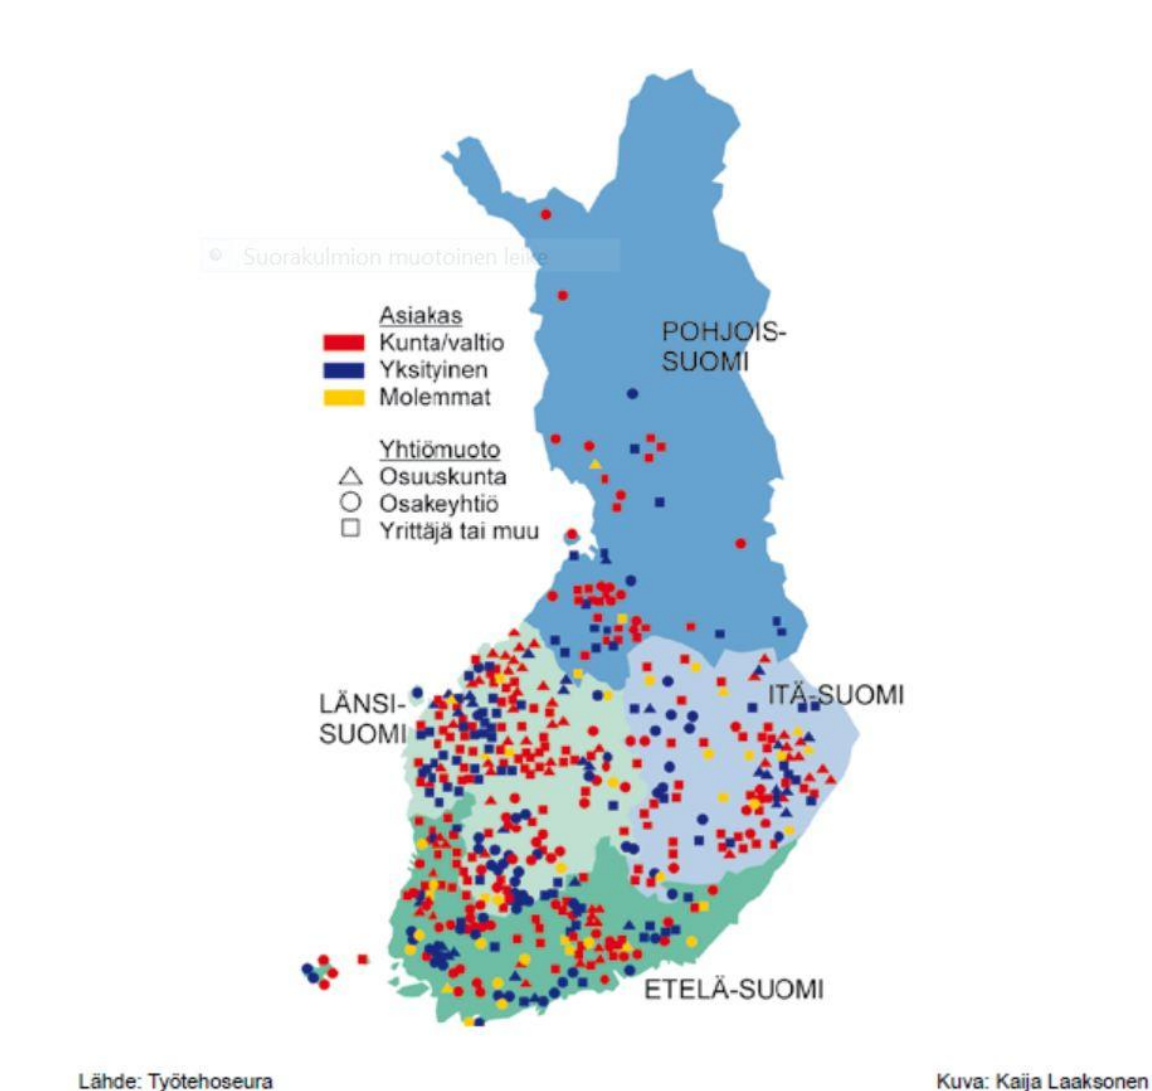 Suorakulmion muotoinen leike
Asiakas
Kunta/valtio
Yksityinen
Molemmat
Yhtiömuoto
Osuuskunta
Osakeyhtiö
Yrittäjä tai muu
POHJOIS-
SUOMI
LÄNSI-
SUOMI
ITÄ-SUOMI
ETELÄ-SUOMI
Lähde: Työtehoseura
Kuva: Kaija Laaksonen